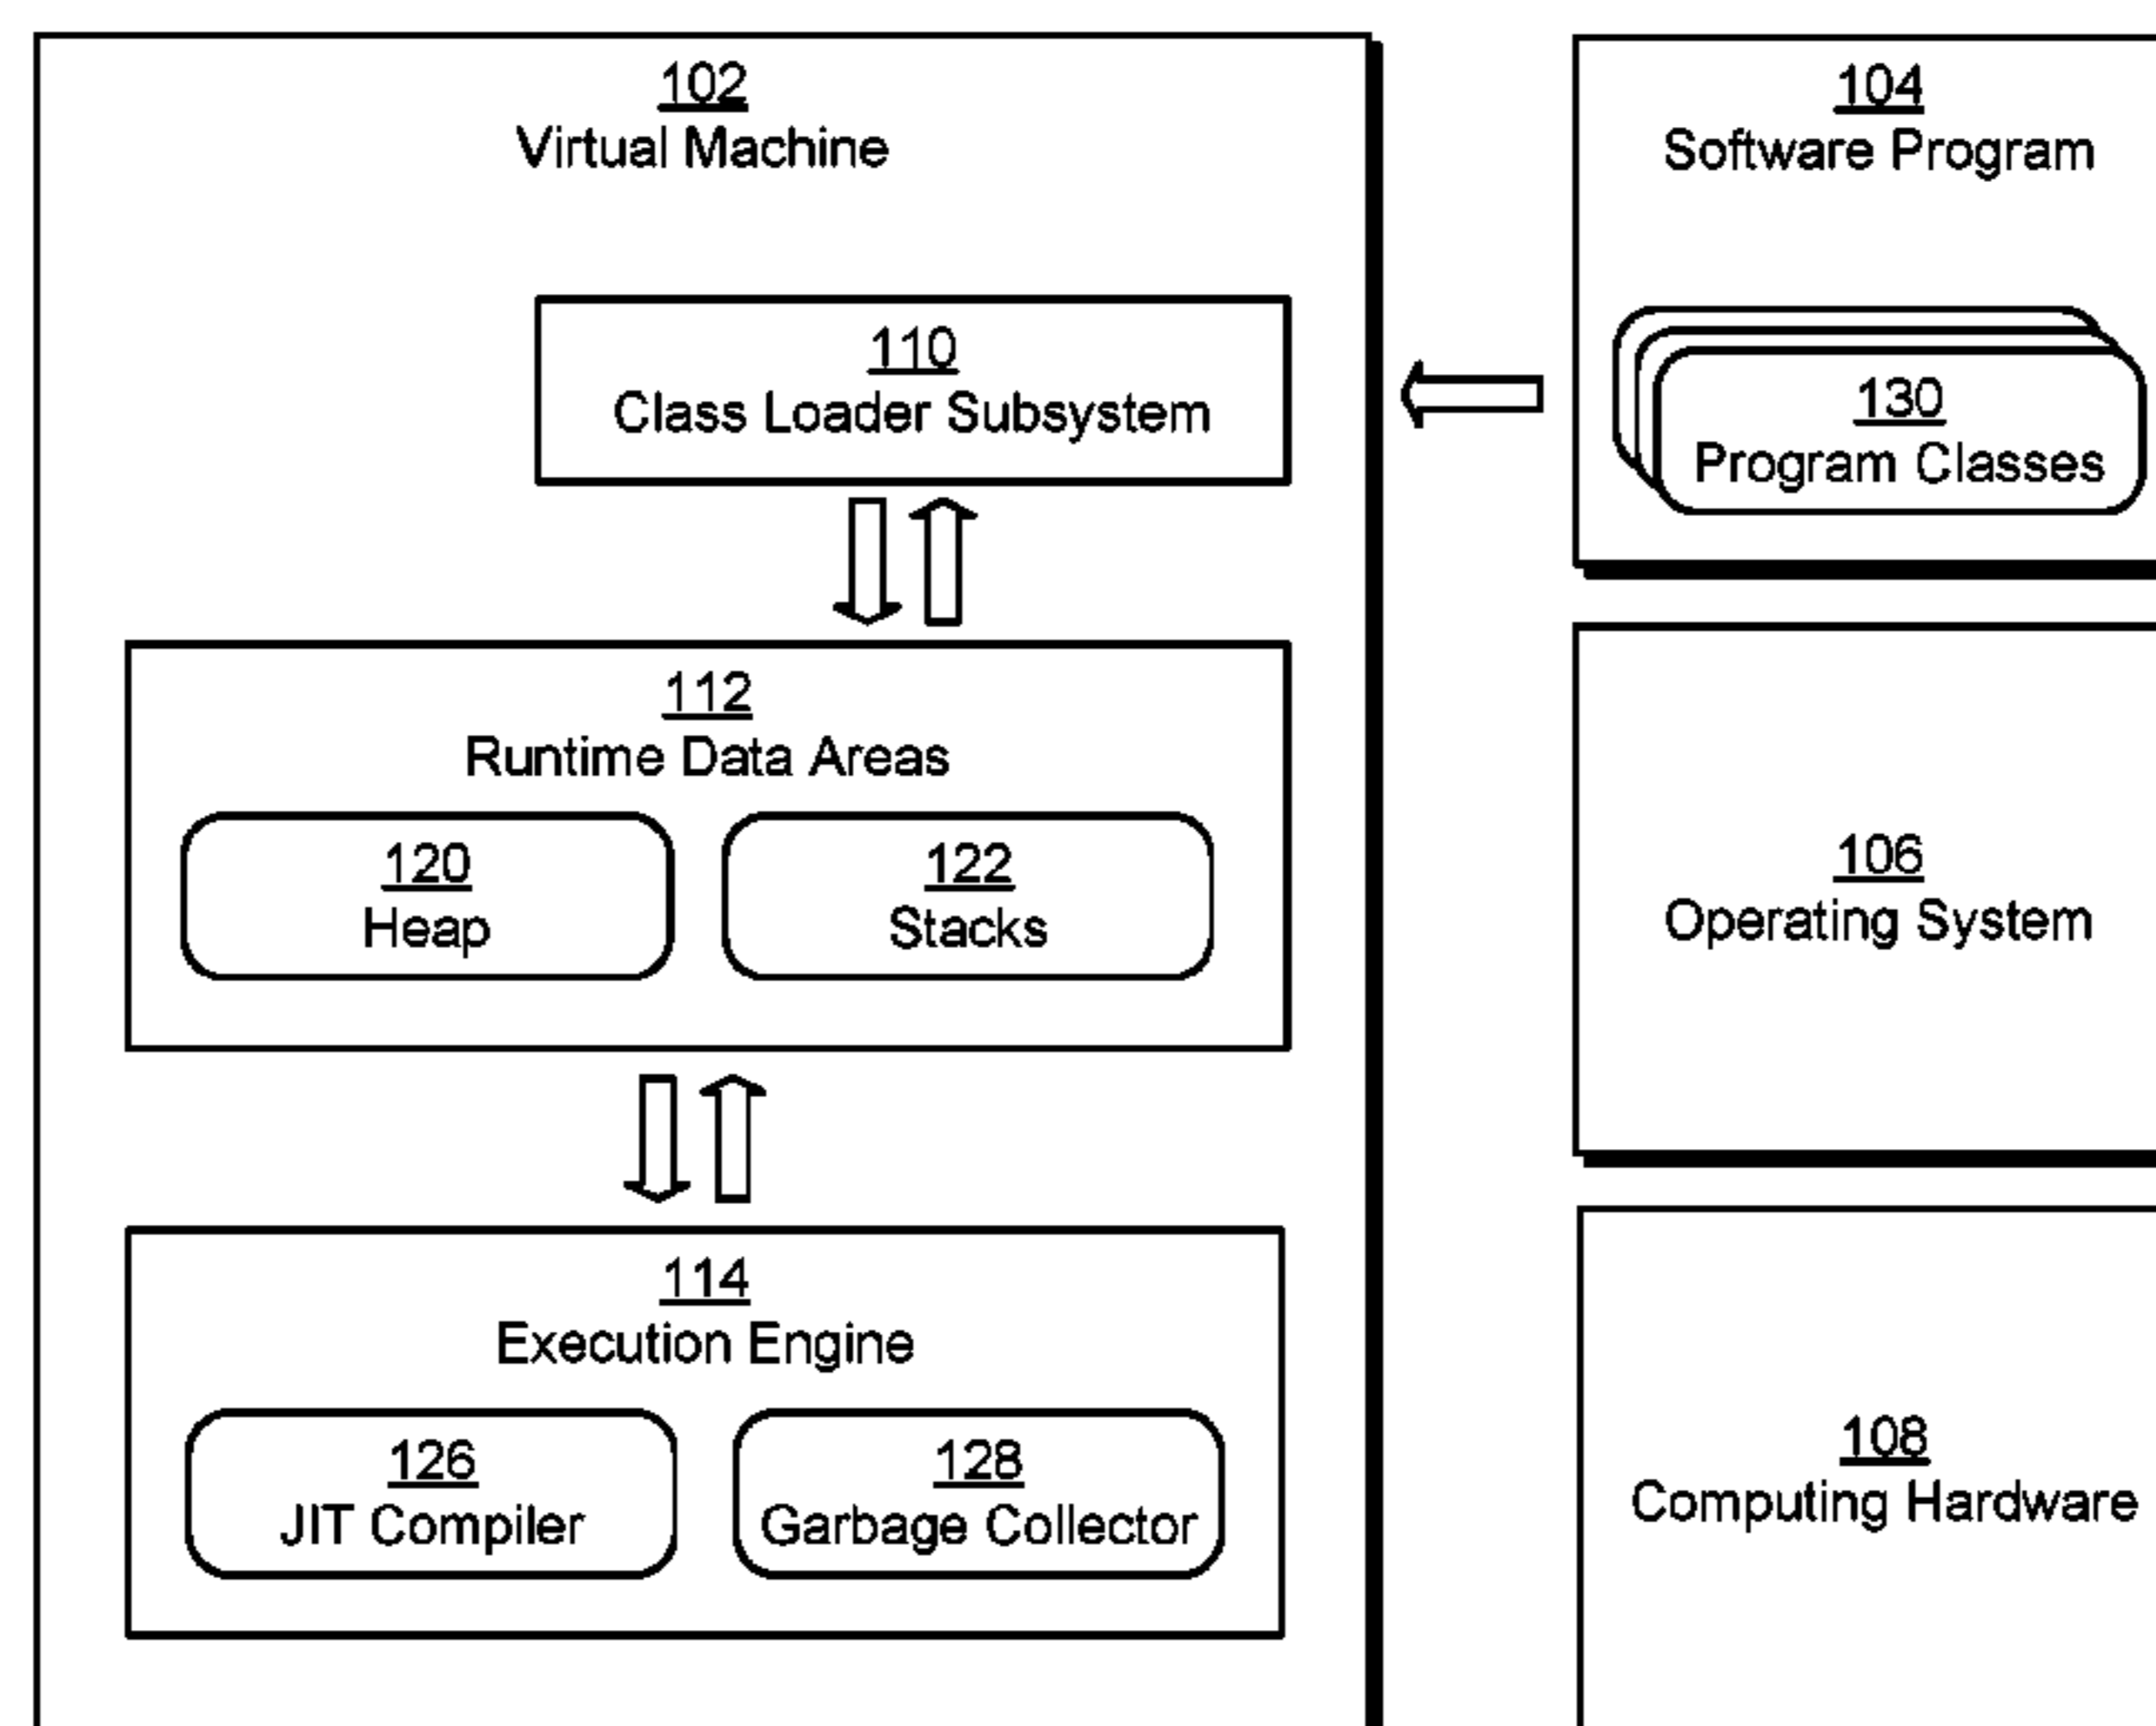 102
Virtual Machine
110
Class Loader Subsystem
112
Runtime Data Areas
120
Heap
122
Stacks
114
Execution Engine
126
JIT Compiler
128
Garbage Collector
104
Software Program
130
Program Classes
106
Operating System
108
Computing Hardware